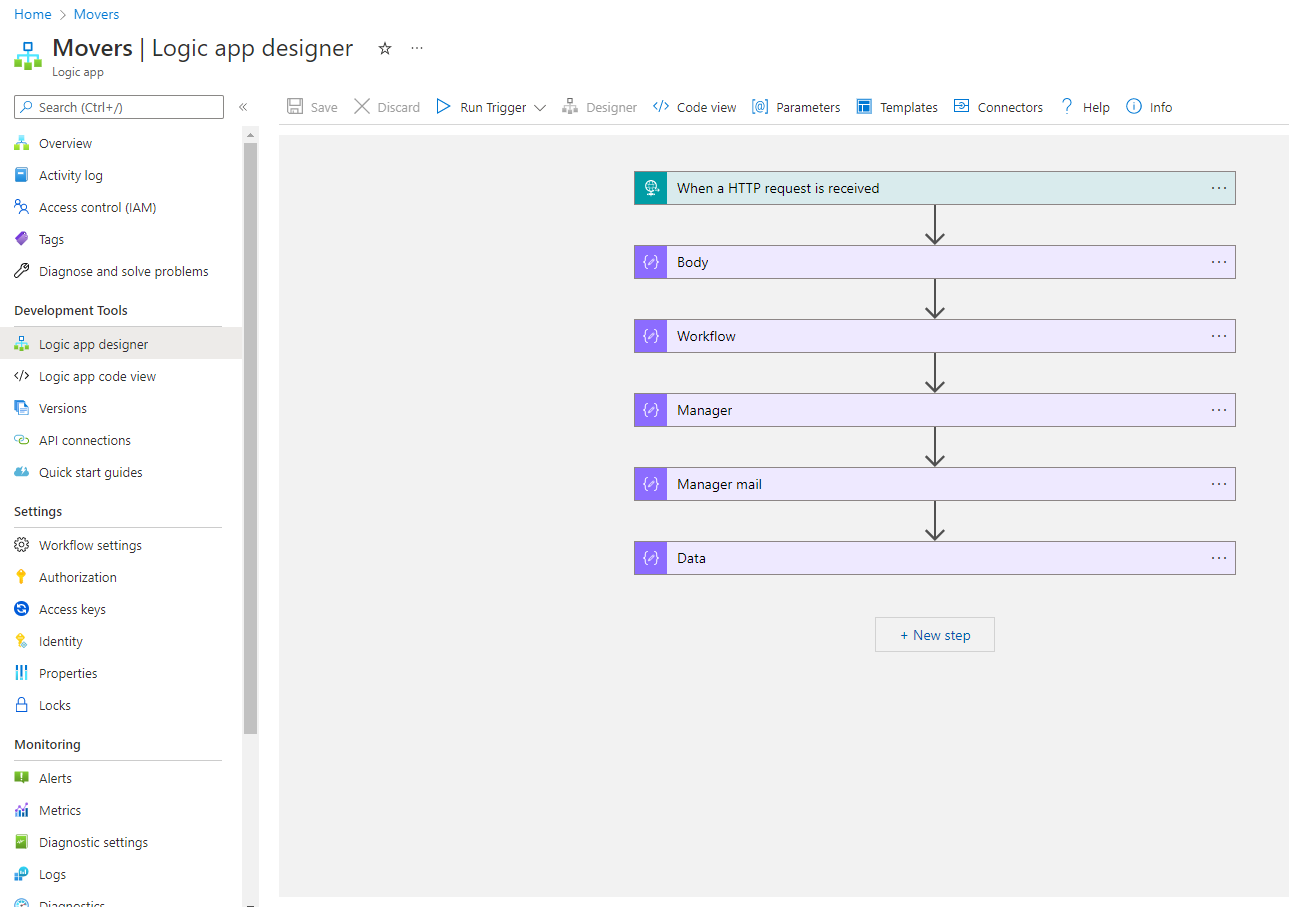 Home > Movers
Movers | Logic app designer
Logic app
Search (Ctrl+/)
Overview
Activity log
Access control (IAM)
Tags
Diagnose and solve problems
Development Tools
Logic app designer
Logic app code view
Versions
API connections
Quick start guides
Settings
Workflow settings
Authorization
Access keys
Identity
Properties
Locks
Monitoring
Alerts
Metrics
Diagnostic settings
Logs
Diagnostics
Save Discard Run Trigger Designer Code view Parameters Templates Connectors Help Info
When a HTTP request is received
Body
Workflow
Manager
Manager mail
Data
+ New step